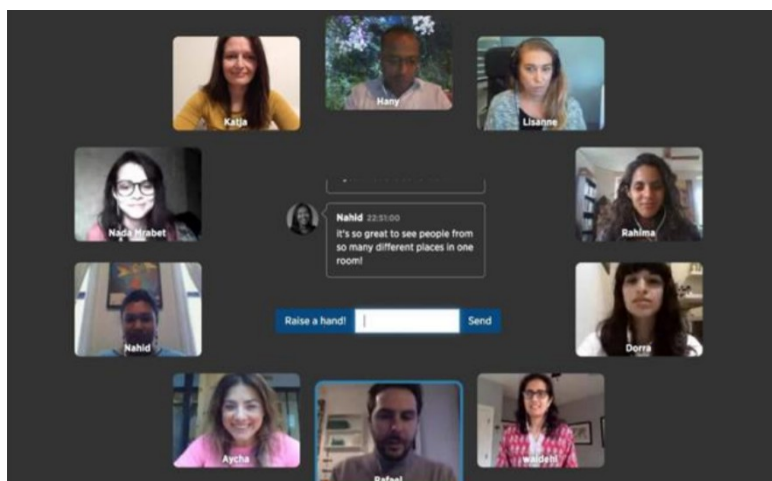 Katja
Hany
Lisanne
Nada Mrabet
Rahima
Nahid 22:51:00
it's so great to see people from
so many different places in one
room!
Nahid
Raise a hand!
Send
Dorra
Aycha
Rafael
waidehi